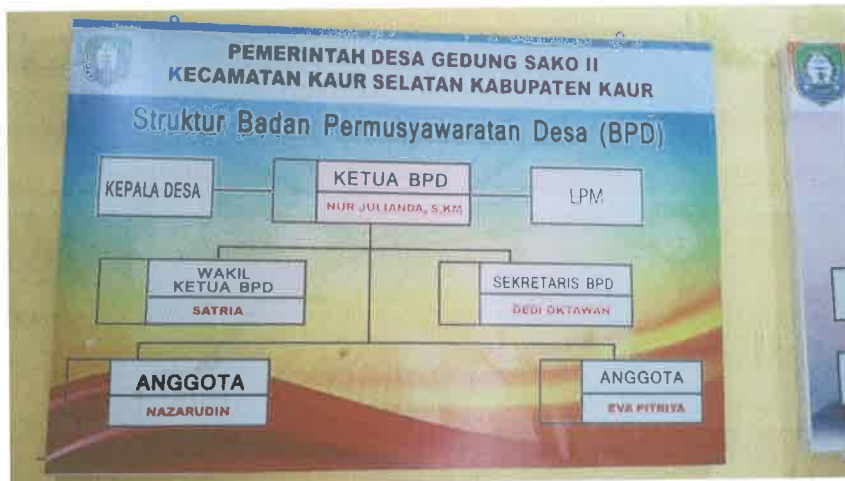 PEMERINTAH DESA GEDUNG SAKO II
KECAMATAN KAUR SELATAN KABUPATEN KAUR
Struktur Badan Permusyawaratan Desa (BPD)
KEPALA DESA
KETUA BPD
NUR JULIANDA, S.KM
LPM
WAKIL
KETUA BPD
SATRIA
SEKRETARIS BPD
DEDI OKTAWAN
ANGGOTA
NAZARUDIN
ANGGOTA
EVA PITRIYA